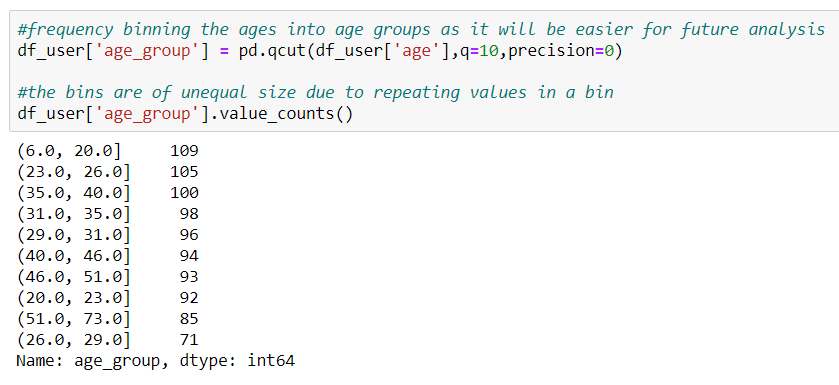 #frequency binning the ages into age groups as it will be easier for future analysis
df_user['age_group'] = pd.qcut(df_user['age'],q=10,precision=0)
#the bins are of unequal size due to repeating values in a bin
df_user['age_group'].value_counts()
(6.0, 20.0]     109
(23.0, 26.0]    105
(35.0, 40.0]    100
(31.0, 35.0]     98
(29.0, 31.0]     96
(40.0, 46.0]     94
(46.0, 51.0]     93
(20.0, 23.0]     92
(51.0, 73.0]     85
(26.0, 29.0]     71
Name: age_group, dtype: int64